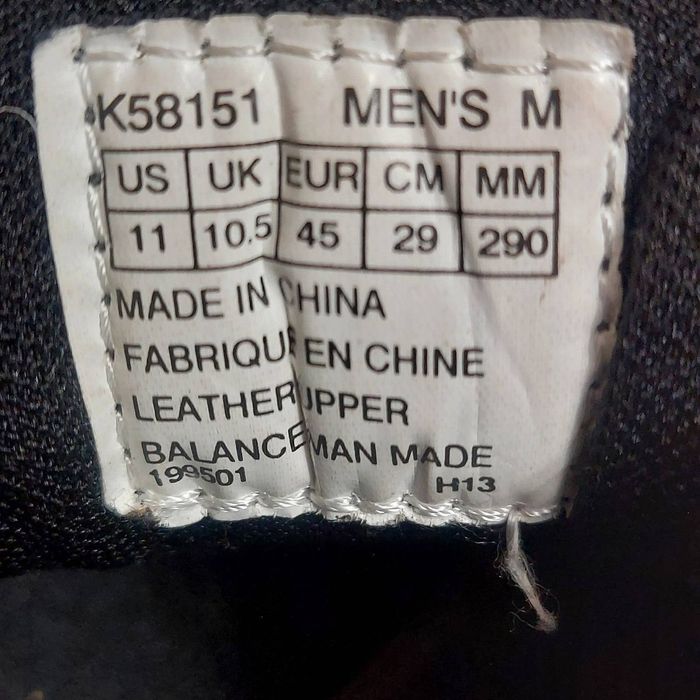 K58151 MEN'S M
US UK EUR CM MM
11 10.5 45 29 290
MADE IN CHINA
FABRIQU EN CHINE
LEATHER UPPER
BALANCE MAN MADE
199501 H13